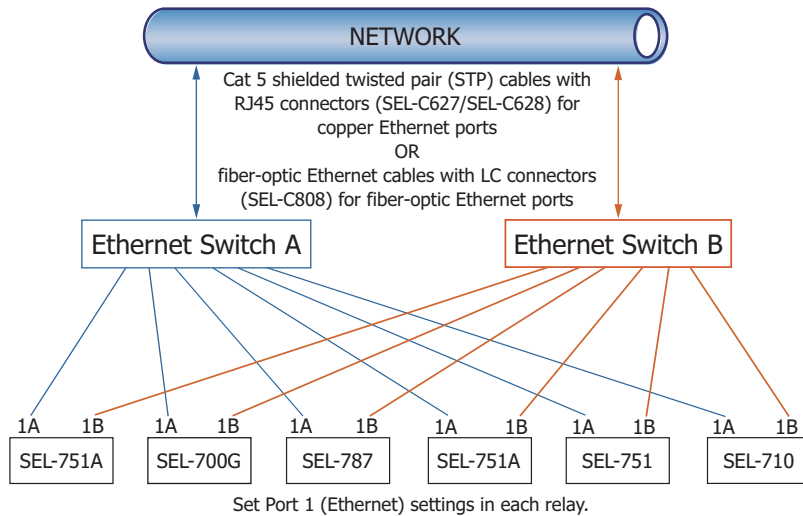 NETWORK
Cat 5 shielded twisted pair (STP) cables with
RJ45 connectors (SEL-C627/SEL-C628) for
copper Ethernet ports
OR
fiber-optic Ethernet cables with LC connectors
(SEL-C808) for fiber-optic Ethernet ports
Ethernet Switch A
Ethernet Switch B
1A 1B 1A 1B 1A 1B 1A 1B 1A 1B 1A 1B
SEL-751A SEL-700G SEL-787 SEL-751A SEL-751 SEL-710
Set Port 1 (Ethernet) settings in each relay.